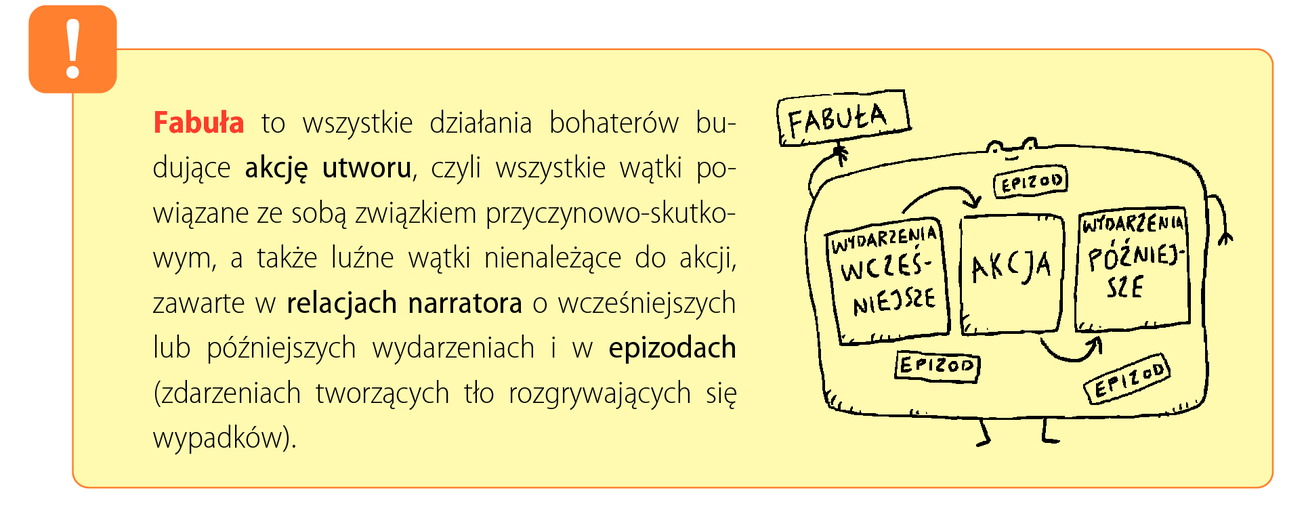 !
Fabuła to wszystkie działania bohaterów bu-
dujące akcję utworu, czyli wszystkie wątki po-
wiązane ze sobą związkiem przyczynowo-skutko-
wym, a także luźne wątki nienależące do akcji,
zawarte w relacjach narratora o wcześniejszych
lub późniejszych wydarzeniach i w epizodach
(zdarzeniach tworzących tło rozgrywających się
wypadków).
FABUŁA
EPIZOD
WYDARZENIA
WCZEŚ-
NIEJSZE
AKCJA
WYDARZENIA
PÓŹNIEJ-
SZE
EPIZOD
EPIZOD